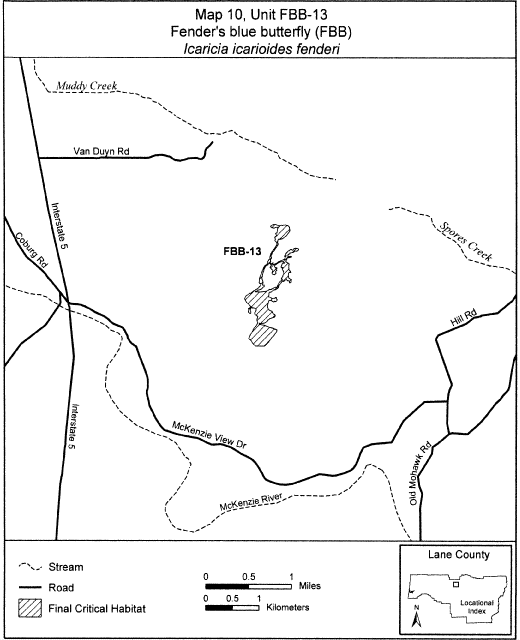 Map 10, Unit FBB-13
Fender's blue butterfly (FBB)
Icaricia icarioides fenderi
Muddy Creek
Van Duyn Rd
Interstate 5
Coburg Rd
FBB-13
Spores Creek
Hill Rd
Interstate 5
McKenzie View Dr
Old Mohawk Rd
McKenzie River
Stream
Road
Final Critical Habitat
0 0.5 1
Miles
0 0.5 1
Kilometers
Lane County
N
Locational
Index